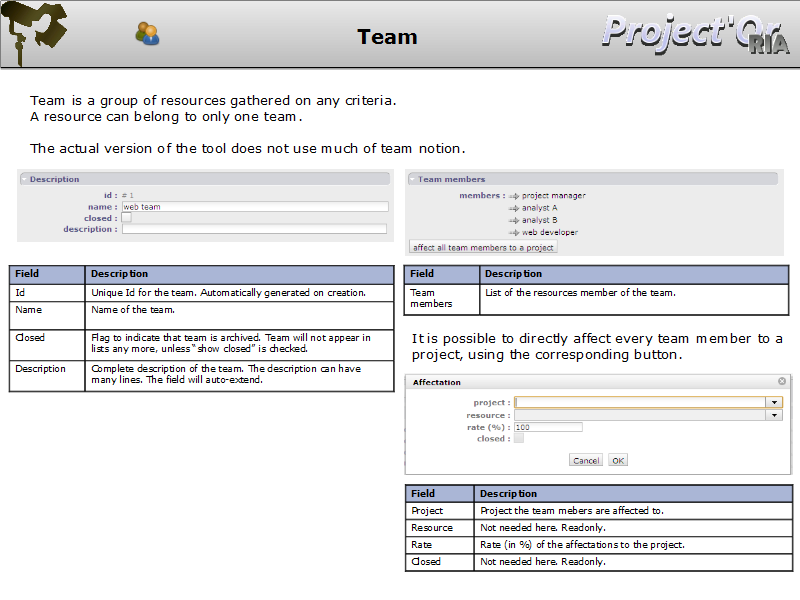 Team
Project'Or
RIA
Team is a group of resources gathered on any criteria.
A resource can belong to only one team.
The actual version of the tool does not use much of team notion.
Description
id : # 1
name : web team
closed :
description :
Field Description
Id Unique Id for the team. Automatically generated on creation.
Name Name of the team.
Closed Flag to indicate that team is archived. Team will not appear in
lists any more, unless "show closed" is checked.
Description Complete description of the team. The description can have
many lines. The field will auto-extend.
Team members
members : project manager
analyst A
analyst B
web developer
affect all team members to a project
Field Description
Team List of the resources member of the team.
members
It is possible to directly affect every team member to a
project, using the corresponding button.
Affectation
project :
resource :
rate (%) : 100
closed :
Cancel OK
Field Description
Project Project the team mebers are affected to.
Resource Not needed here. Readonly.
Rate Rate (in %) of the affectations to the project.
Closed Not needed here. Readonly.